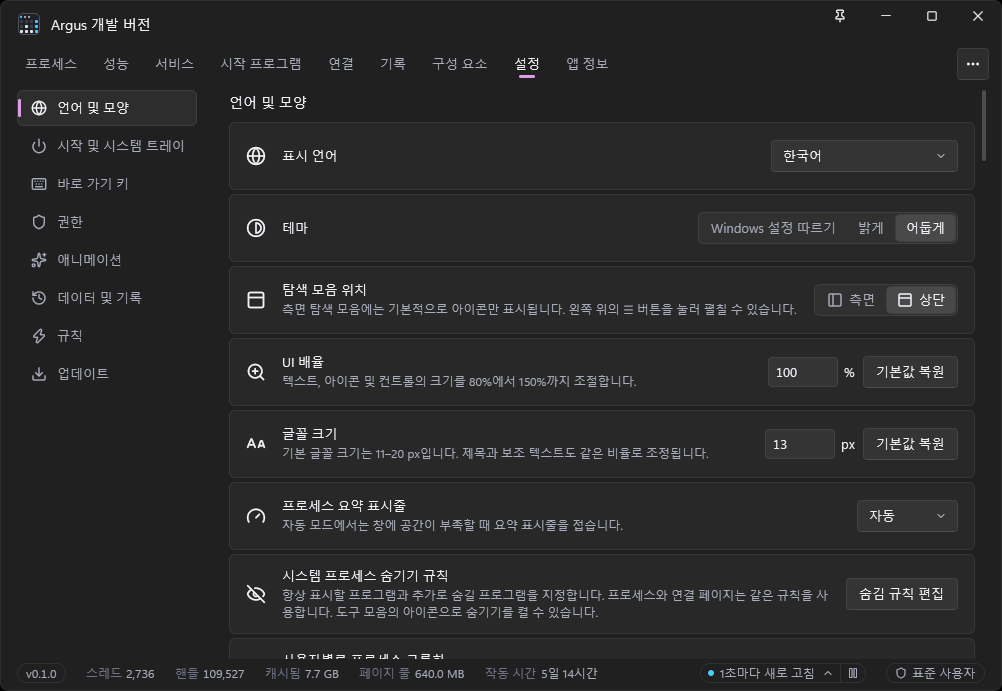 Argus 개발 버전
프로세스 성능 서비스 시작 프로그램 연결 기록 구성 요소 설정 앱 정보
언어 및 모양
시작 및 시스템 트레이
바로 가기 키
권한
애니메이션
데이터 및 기록
규칙
업데이트
언어 및 모양
표시 언어
한국어
테마
Windows 설정 따르기 밝게 어둡게
탐색 모음 위치
측면 탐색 모음에는 기본적으로 아이콘만 표시됩니다. 왼쪽 위의 ☰ 버튼을 눌러 펼칠 수 있습니다.
측면 상단
UI 배율
텍스트, 아이콘 및 컨트롤의 크기를 80%에서 150%까지 조절합니다.
100 % 기본값 복원
글꼴 크기
기본 글꼴 크기는 11–20 px입니다. 제목과 보조 텍스트도 같은 비율로 조정됩니다.
13 px 기본값 복원
프로세스 요약 표시줄
자동 모드에서는 창에 공간이 부족할 때 요약 표시줄을 접습니다.
자동
시스템 프로세스 숨기기 규칙
항상 표시할 프로그램과 추가로 숨길 프로그램을 지정합니다. 프로세스와 연결 페이지는 같은 규칙을 사
용합니다. 도구 모음의 아이콘으로 숨기기를 켤 수 있습니다.
숨김 규칙 편집
v0.1.0 스레드 2,736 핸들 109,527 캐시됨 7.7 GB 페이지 풀 640.0 MB 작동 시간 5일 14시간 1초마다 새로 고침 표준 사용자